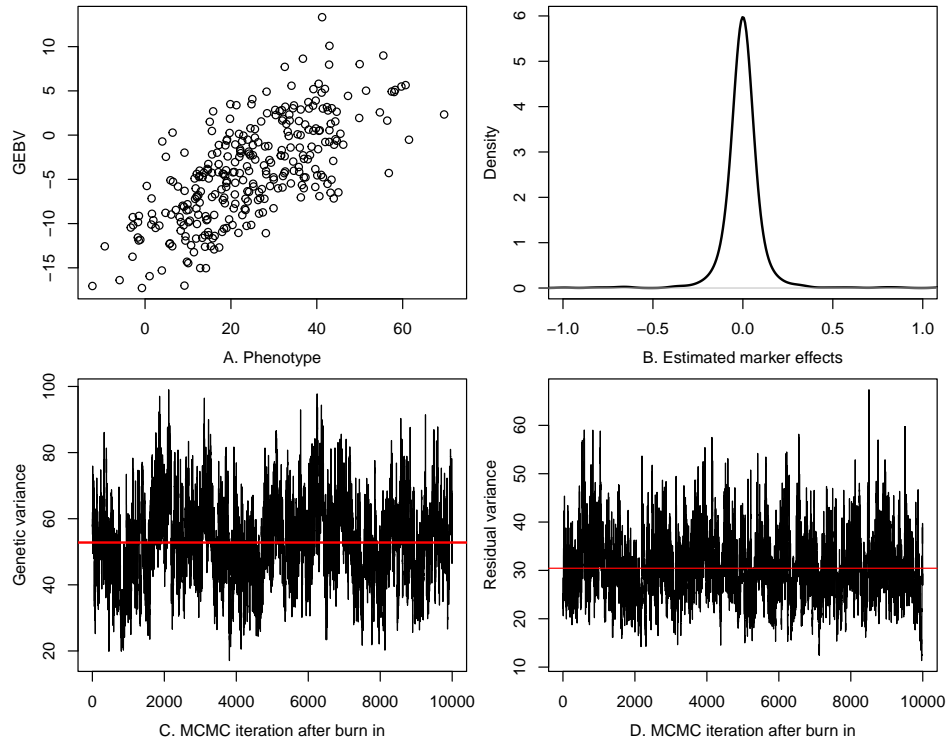 GEBV
10
5
0
−5
−10
−15
0 20 40 60
A. Phenotype
Density
6
5
4
3
2
1
0
−1.0 −0.5 0.0 0.5 1.0
B. Estimated marker effects
Genetic variance
100
80
60
40
20
0 2000 4000 6000 8000 10000
C. MCMC iteration after burn in
Residual variance
60
50
40
30
20
10
0 2000 4000 6000 8000 10000
D. MCMC iteration after burn in